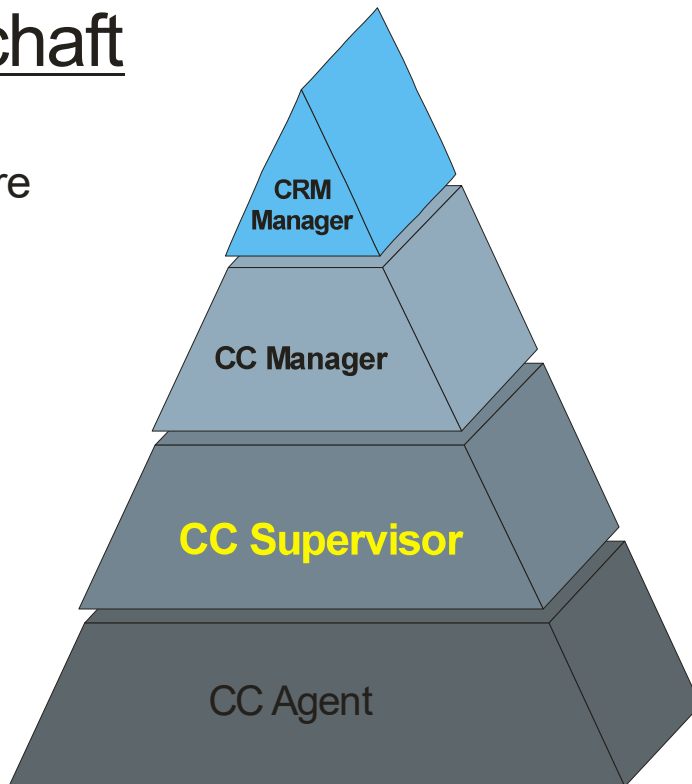 chaft
re
CRM
Manager
CC Manager
CC Supervisor
CC Agent